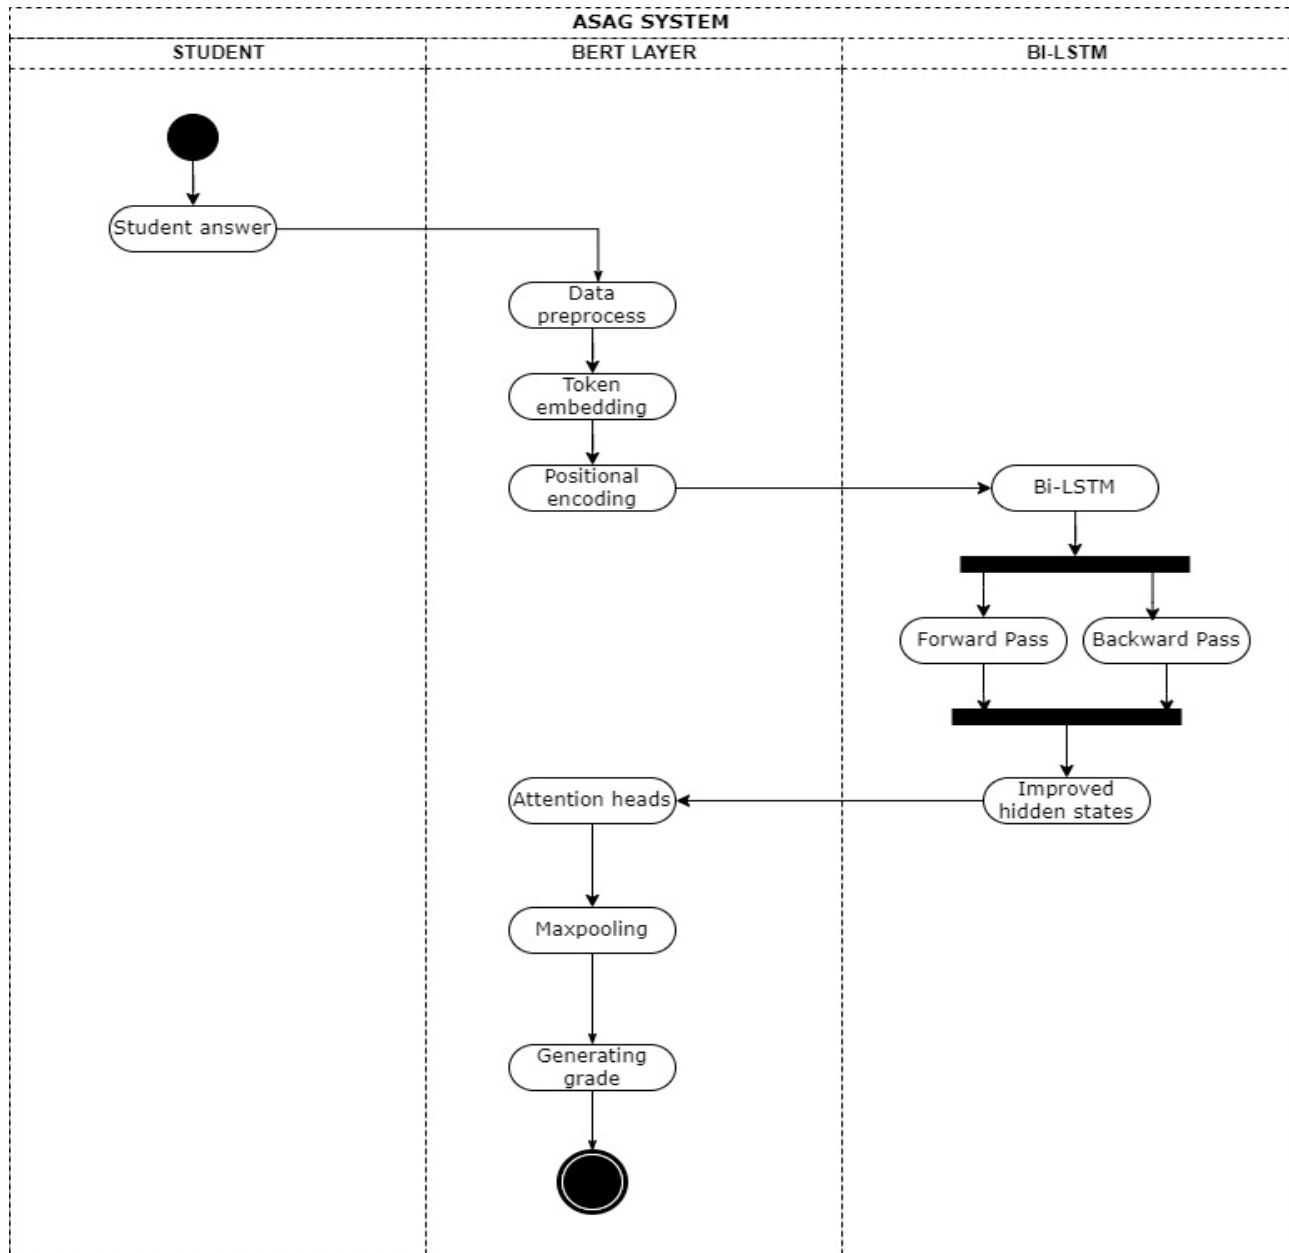 ASAG SYSTEM
STUDENT
BERT LAYER
BI-LSTM
Student answer
Data
preprocess
Token
embedding
Positional
encoding
Bi-LSTM
Forward Pass
Backward Pass
Improved
hidden states
Attention heads
Maxpooling
Generating
grade